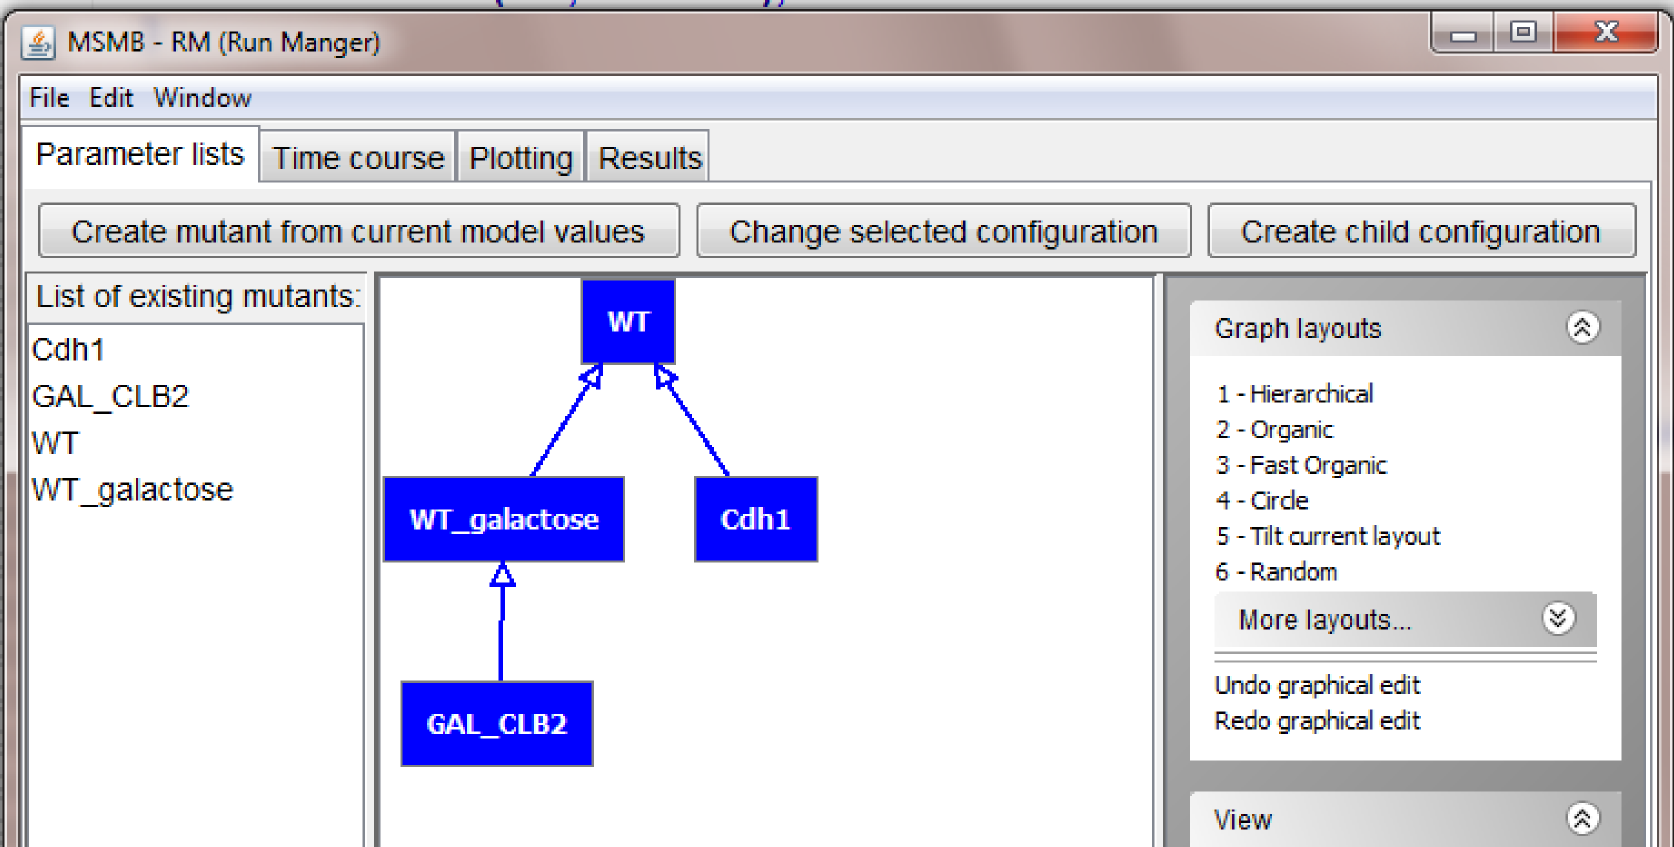 MSMB - RM (Run Manger)
File Edit Window
Parameter lists Time course Plotting Results
Create mutant from current model values Change selected configuration Create child configuration
List of existing mutants:
Cdh1
GAL_CLB2
WT
WT_galactose
WT
WT_galactose Cdh1
GAL_CLB2
Graph layouts
1 - Hierarchical
2 - Organic
3 - Fast Organic
4 - Circle
5 - Tilt current layout
6 - Random
More layouts...
Undo graphical edit
Redo graphical edit
View